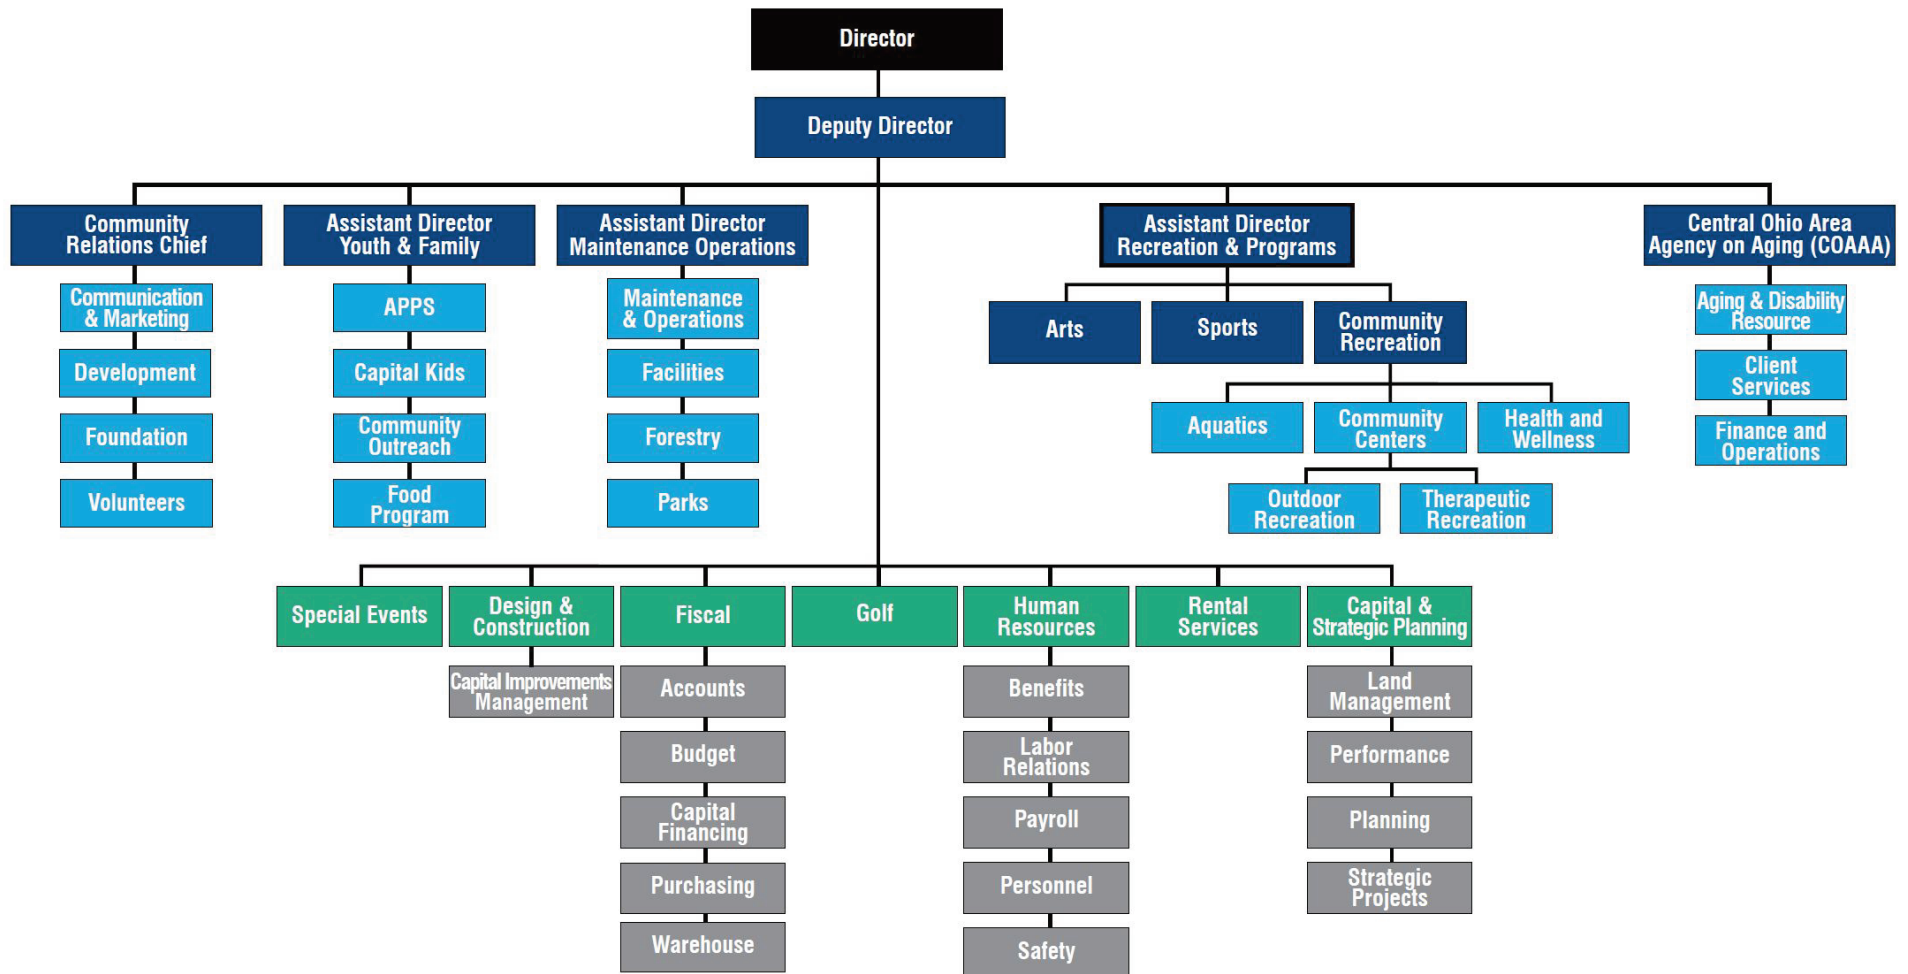 Director
Deputy Director
Community
Relations Chief
Assistant Director
Youth & Family
Assistant Director
Maintenance Operations
Assistant Director
Recreation & Programs
Central Ohio Area
Agency on Aging (COAAA)
Communication
& Marketing
Development
Foundation
Volunteers
APPS
Capital Kids
Community
Outreach
Food
Program
Maintenance
& Operations
Facilities
Forestry
Parks
Arts
Sports
Community
Recreation
Aquatics
Community
Centers
Health and
Wellness
Outdoor
Recreation
Therapeutic
Recreation
Aging & Disability
Resource
Client
Services
Finance and
Operations
Special Events
Design &
Construction
Fiscal
Golf
Human
Resources
Rental
Services
Capital &
Strategic Planning
Capital Improvements
Management
Accounts
Budget
Capital
Financing
Purchasing
Warehouse
Benefits
Labor
Relations
Payroll
Personnel
Safety
Land
Management
Performance
Planning
Strategic
Projects